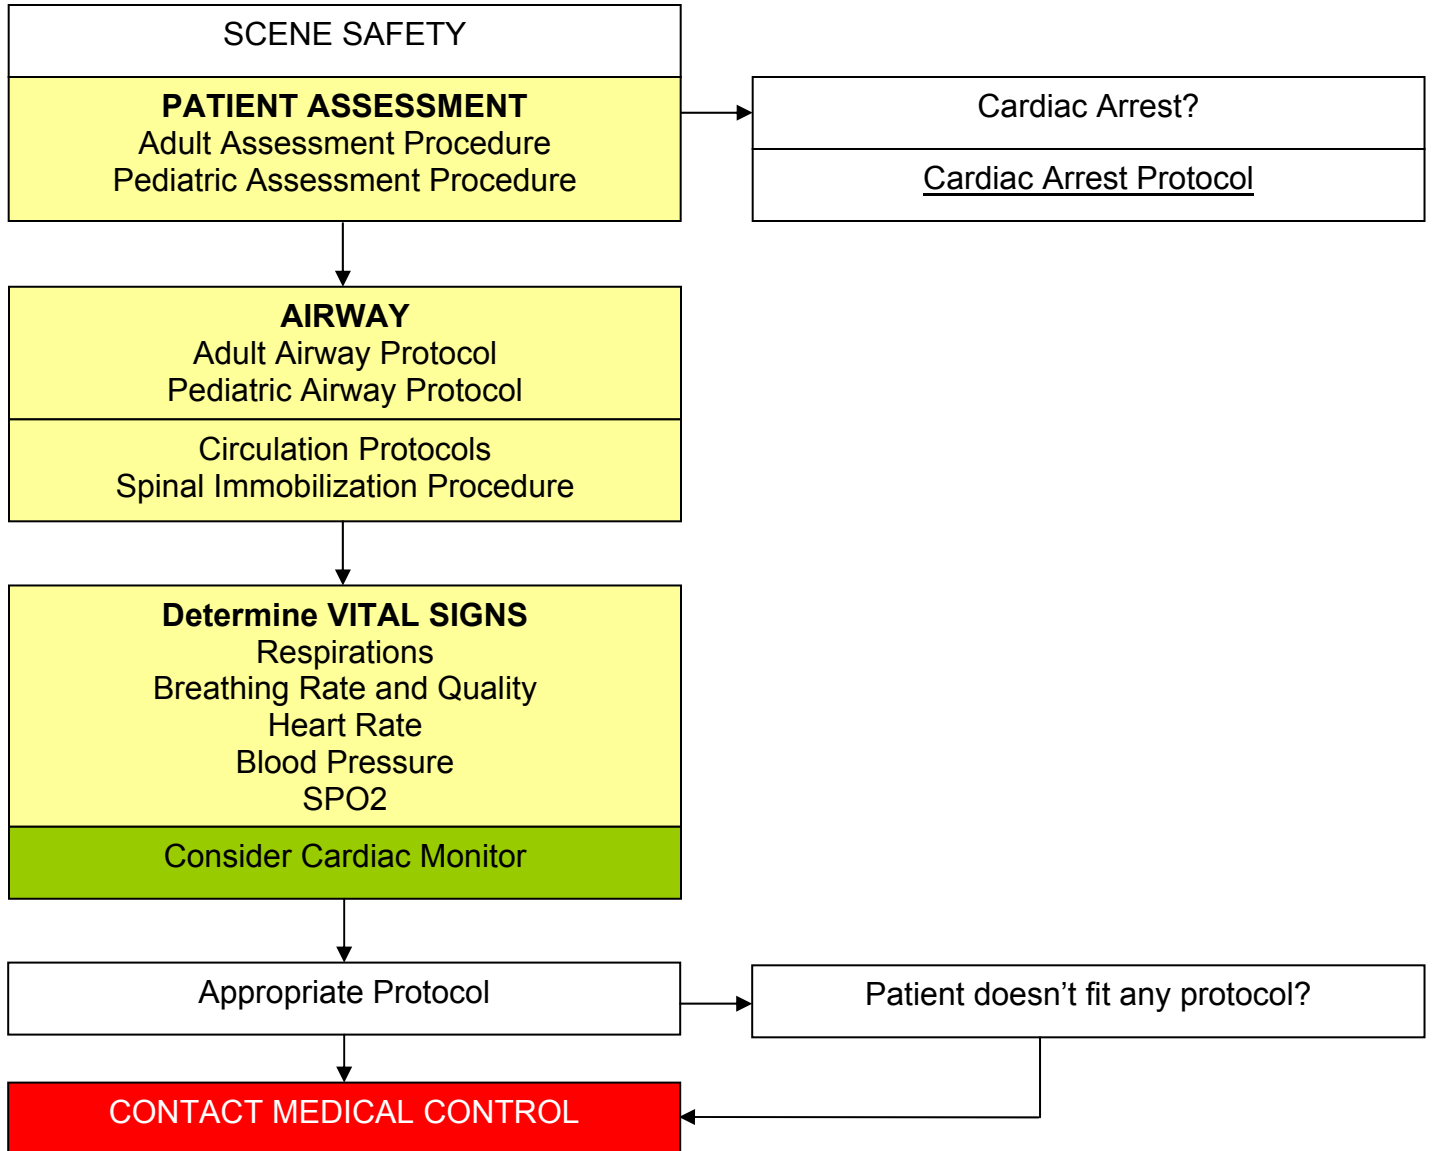 SCENE SAFETY
PATIENT ASSESSMENT
Adult Assessment Procedure
Pediatric Assessment Procedure
Cardiac Arrest?
Cardiac Arrest Protocol
AIRWAY
Adult Airway Protocol
Pediatric Airway Protocol
Circulation Protocols
Spinal Immobilization Procedure
Determine VITAL SIGNS
Respirations
Breathing Rate and Quality
Heart Rate
Blood Pressure
SPO2
Consider Cardiac Monitor
Appropriate Protocol
Patient doesn’t fit any protocol?
CONTACT MEDICAL CONTROL